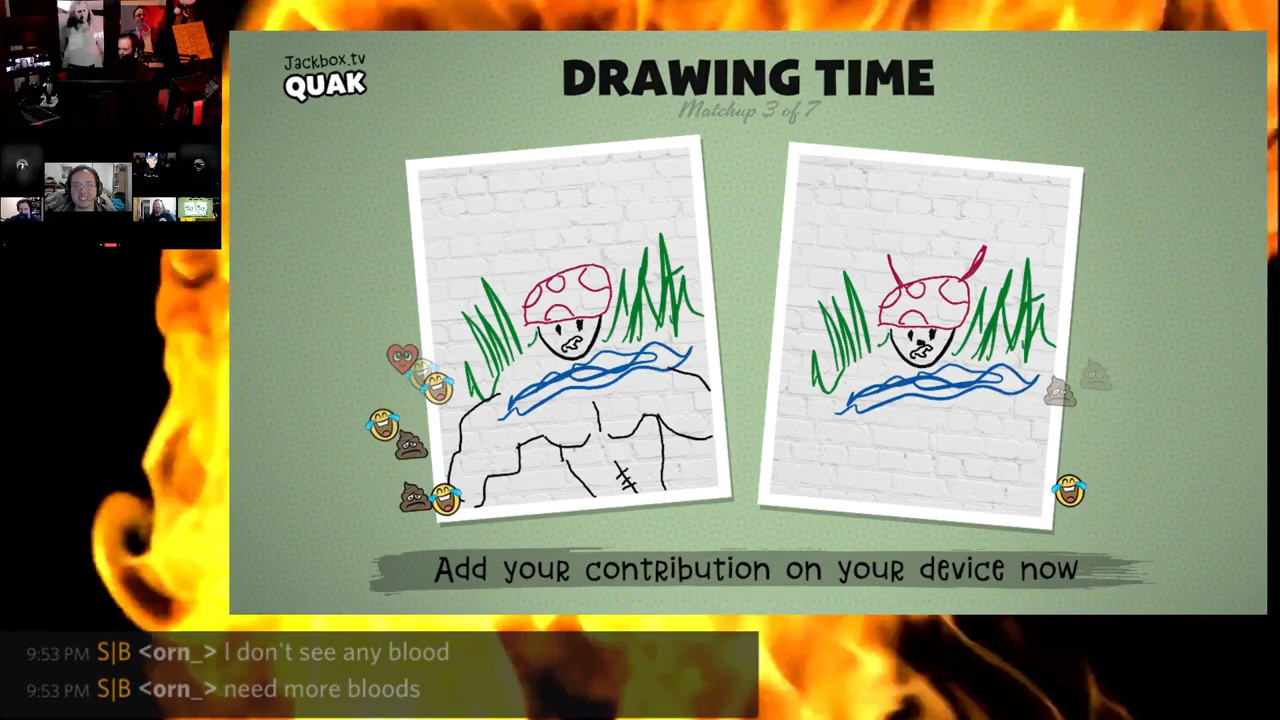 Jackbox.tv
QUAK
DRAWING TIME
Matchup 3 of 7
Add your contribution on your device now
9:53 PM S|B <orn_> I don't see any blood
9:53 PM S|B <orn_> need more bloods